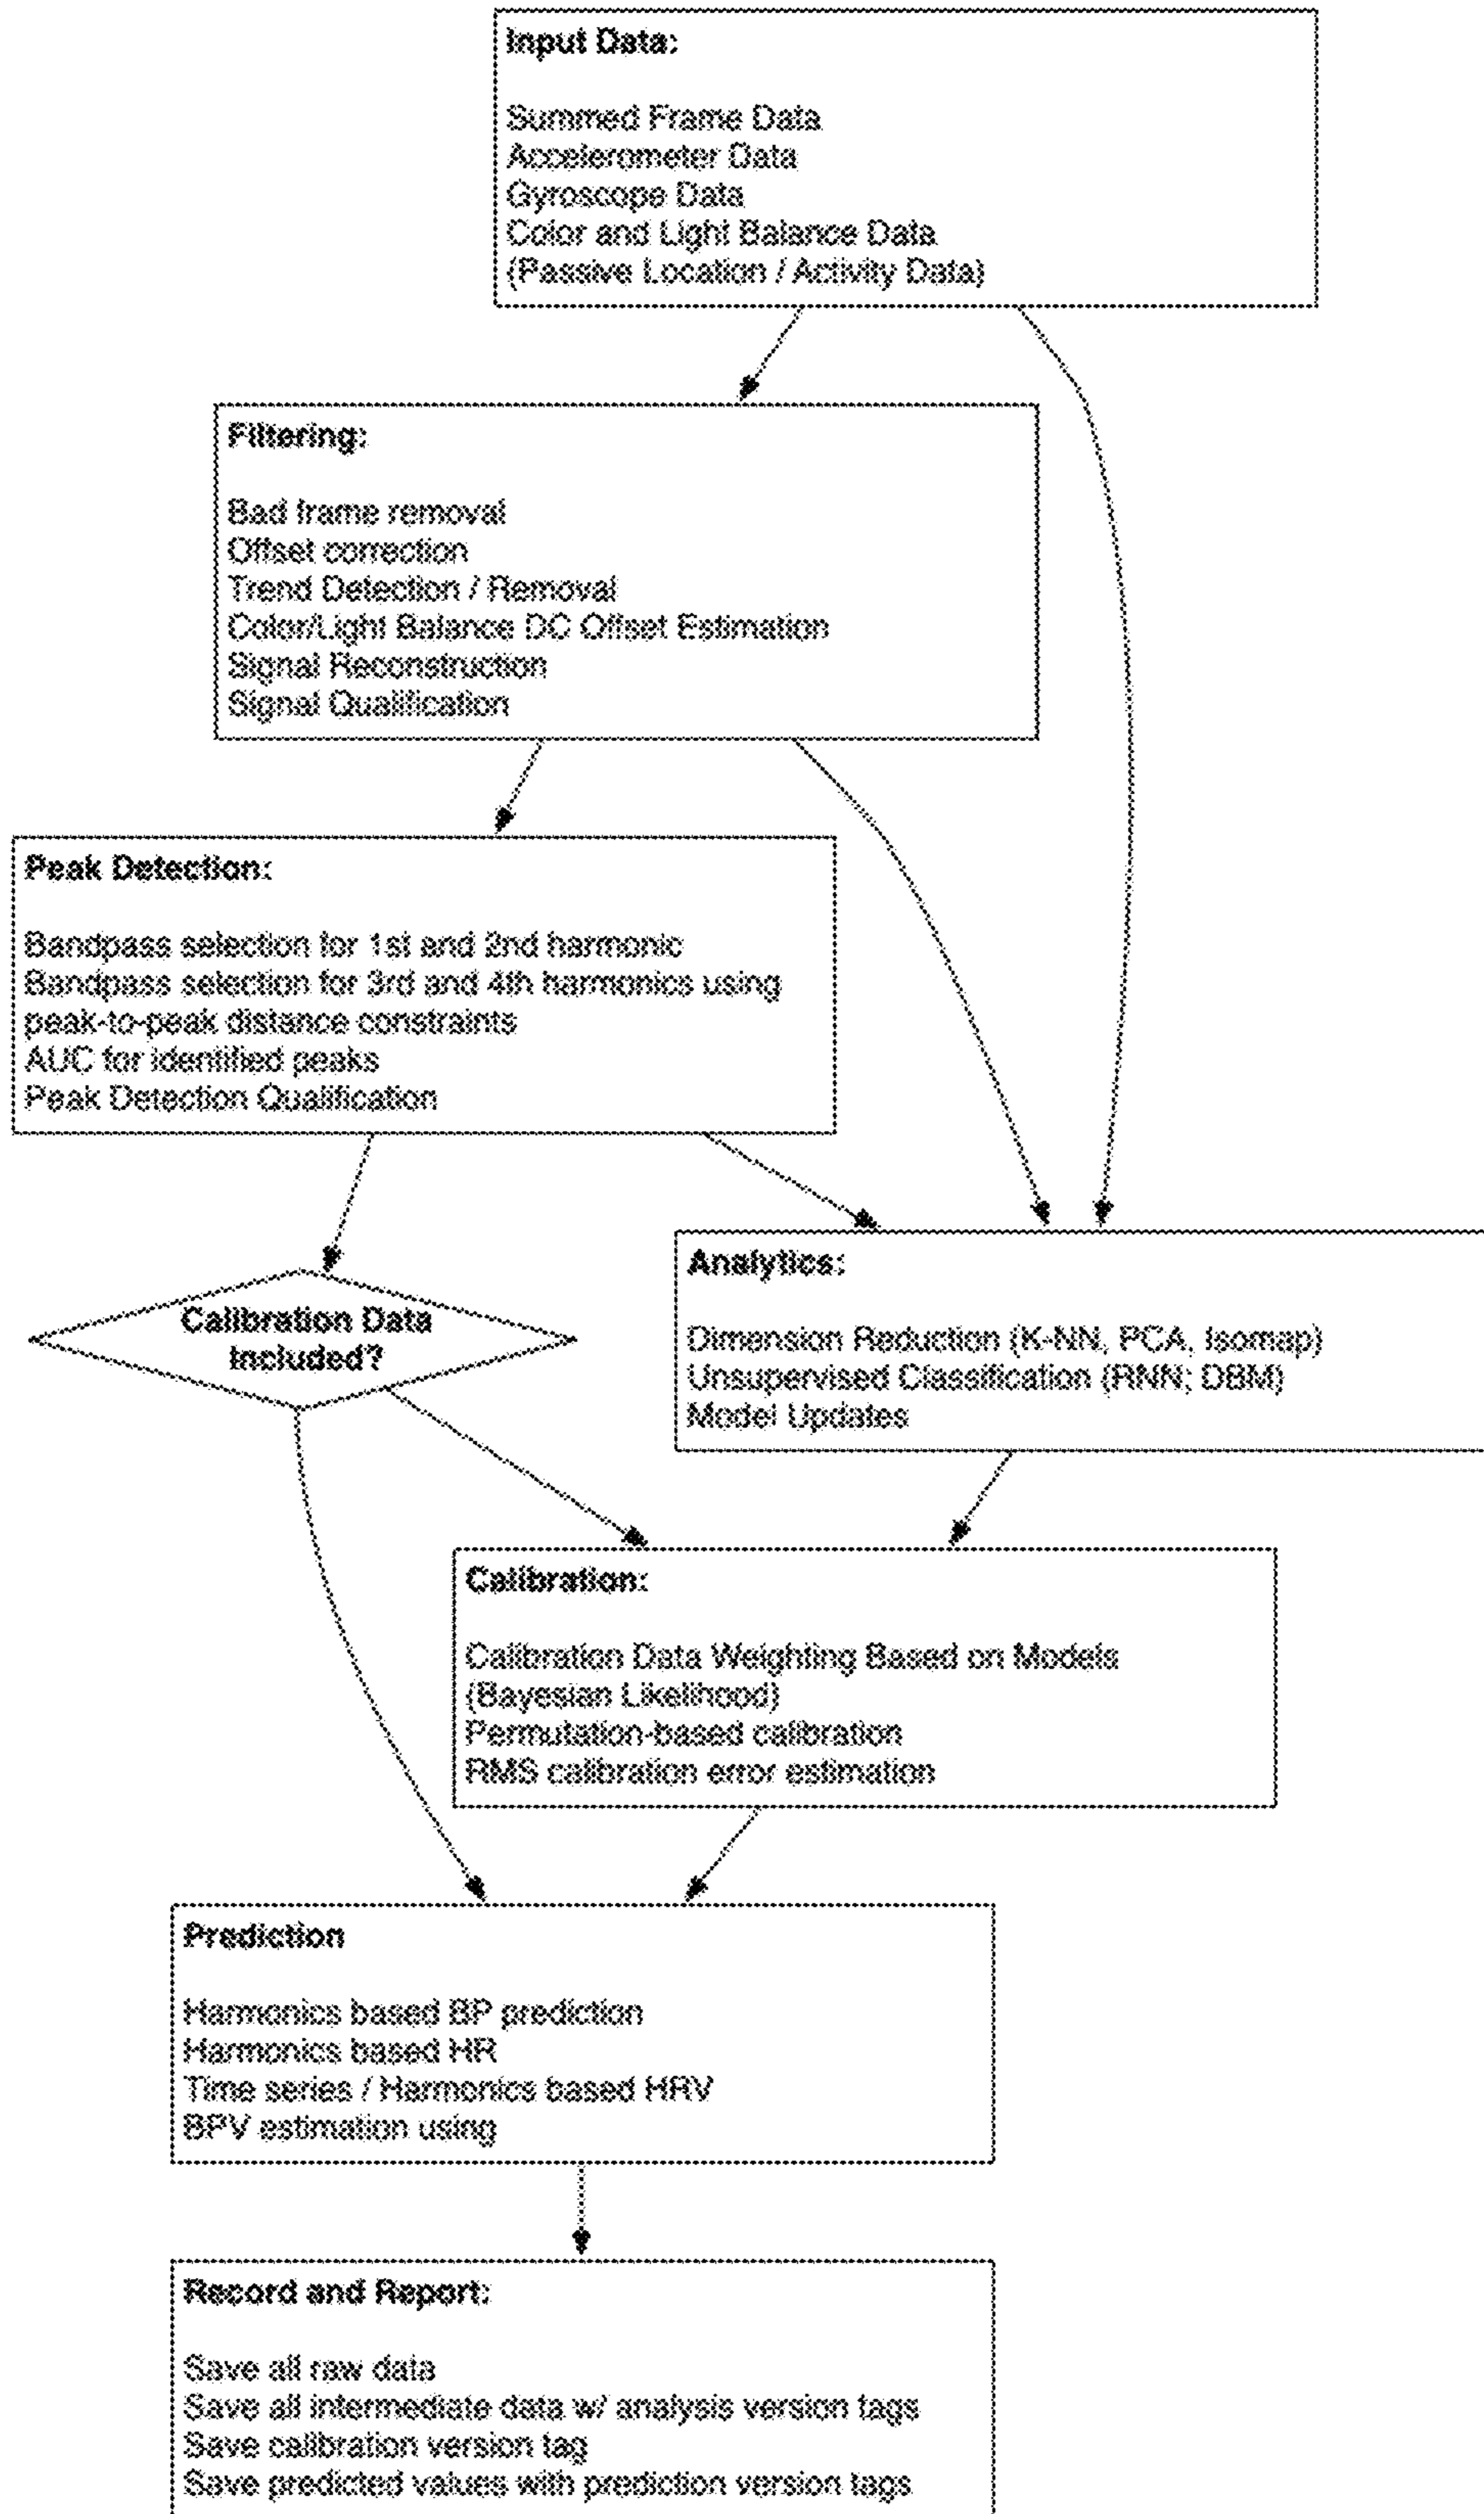 Input Data:
Summed Frame Data
Accelerometer Data
Gyroscope Data
Color and Light Balance Data
(Passive Location / Activity Data)
Filtering:
Bad frame removal
Offset correction
Trend Detection / Removal
Color/Light Balance DC Offset Estimation
Signal Reconstruction
Signal Qualification
Peak Detection:
Bandpass selection for 1st and 2nd harmonic
Bandpass selection for 3rd and 4th harmonics using
peak-to-peak distance constraints
AUC for identified peaks
Peak Detection Qualification
Calibration Data
Included?
Analytics:
Dimension Reduction (K-NN, PCA, Isomap)
Unsupervised Classification (RNN; DBM)
Model Updates
Calibration:
Calibration Data Weighting Based on Models
(Bayesian Likelihood)
Permutation-based calibration
RMS calibration error estimation
Prediction
Harmonics based BP prediction
Harmonics based HR
Time series / Harmonics based HRV
BPV estimation using
Record and Report:
Save all raw data
Save all intermediate data w/ analysis version tags
Save calibration version tag
Save predicted values with prediction version tags